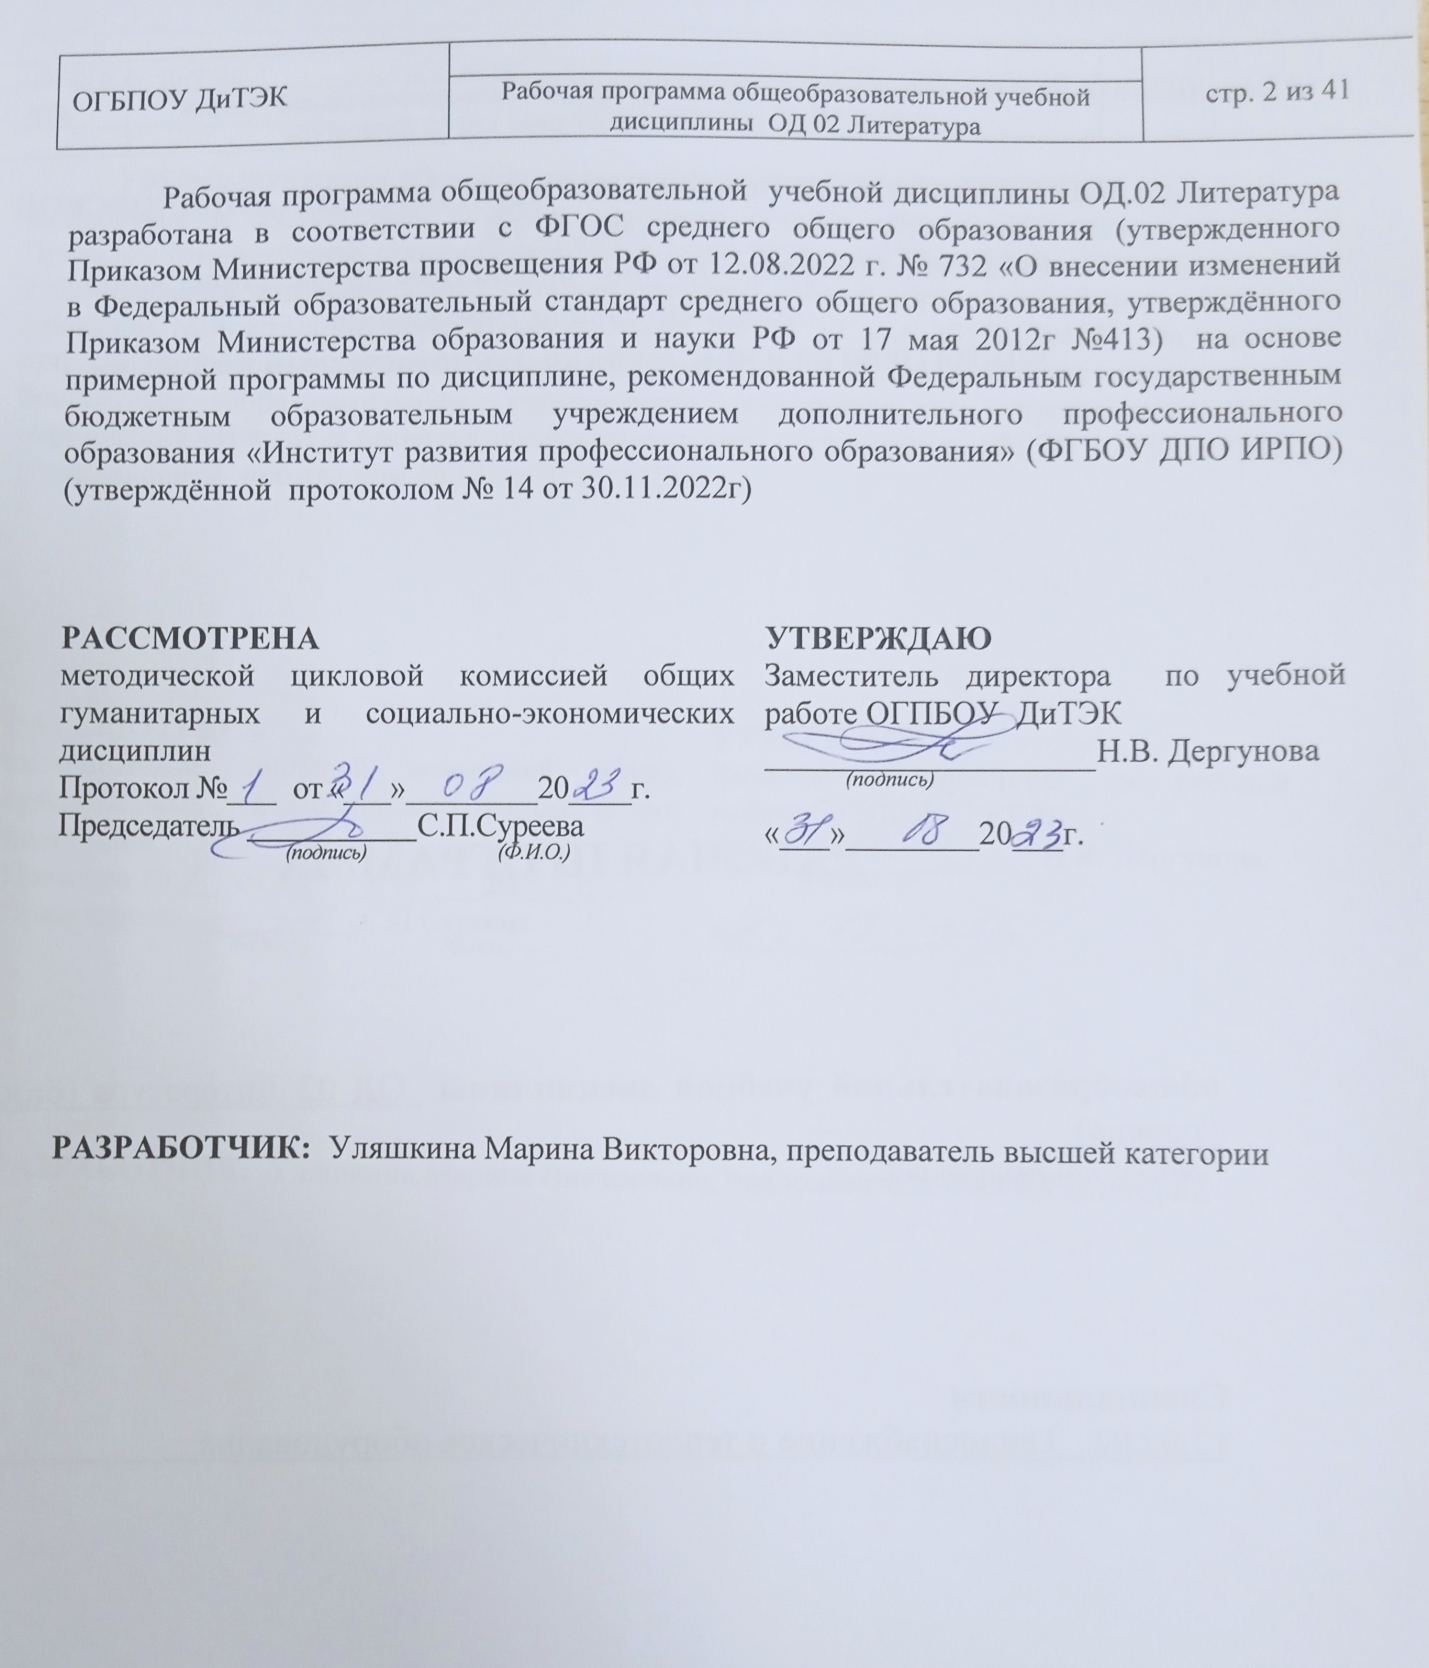 ОГБПОУ ДиТЭК
Рабочая программа общеобразовательной учебной
дисциплины ОД 02 Литература
стр. 2 из 41
Рабочая программа общеобразовательной учебной дисциплины ОД.02 Литература
разработана в соответствии с ФГОС среднего общего образования (утвержденного
Приказом Министерства просвещения РФ от 12.08.2022 г. № 732 «О внесении изменений
в Федеральный образовательный стандарт среднего общего образования, утверждённого
Приказом Министерства образования и науки РФ от 17 мая 2012г №413) на основе
примерной программы по дисциплине, рекомендованной Федеральным государственным
бюджетным образовательным учреждением дополнительного профессионального
образования «Институт развития профессионального образования» (ФГБОУ ДПО ИРПО)
(утверждённой протоколом № 14 от 30.11.2022г)
РАССМОТРЕНА
методической цикловой комиссией общих
гуманитарных и социально-экономических
дисциплин
Протокол № 1 от «31» 08 2023 г.
Председатель С.П.Суреева
(подпись) (Ф.И.О.)
УТВЕРЖДАЮ
Заместитель директора по учебной
работе ОГПБОУ ДиТЭК
Н.В. Дергунова
(подпись)
«31» 08 2023г.
РАЗРАБОТЧИК: Уляшкина Марина Викторовна, преподаватель высшей категории